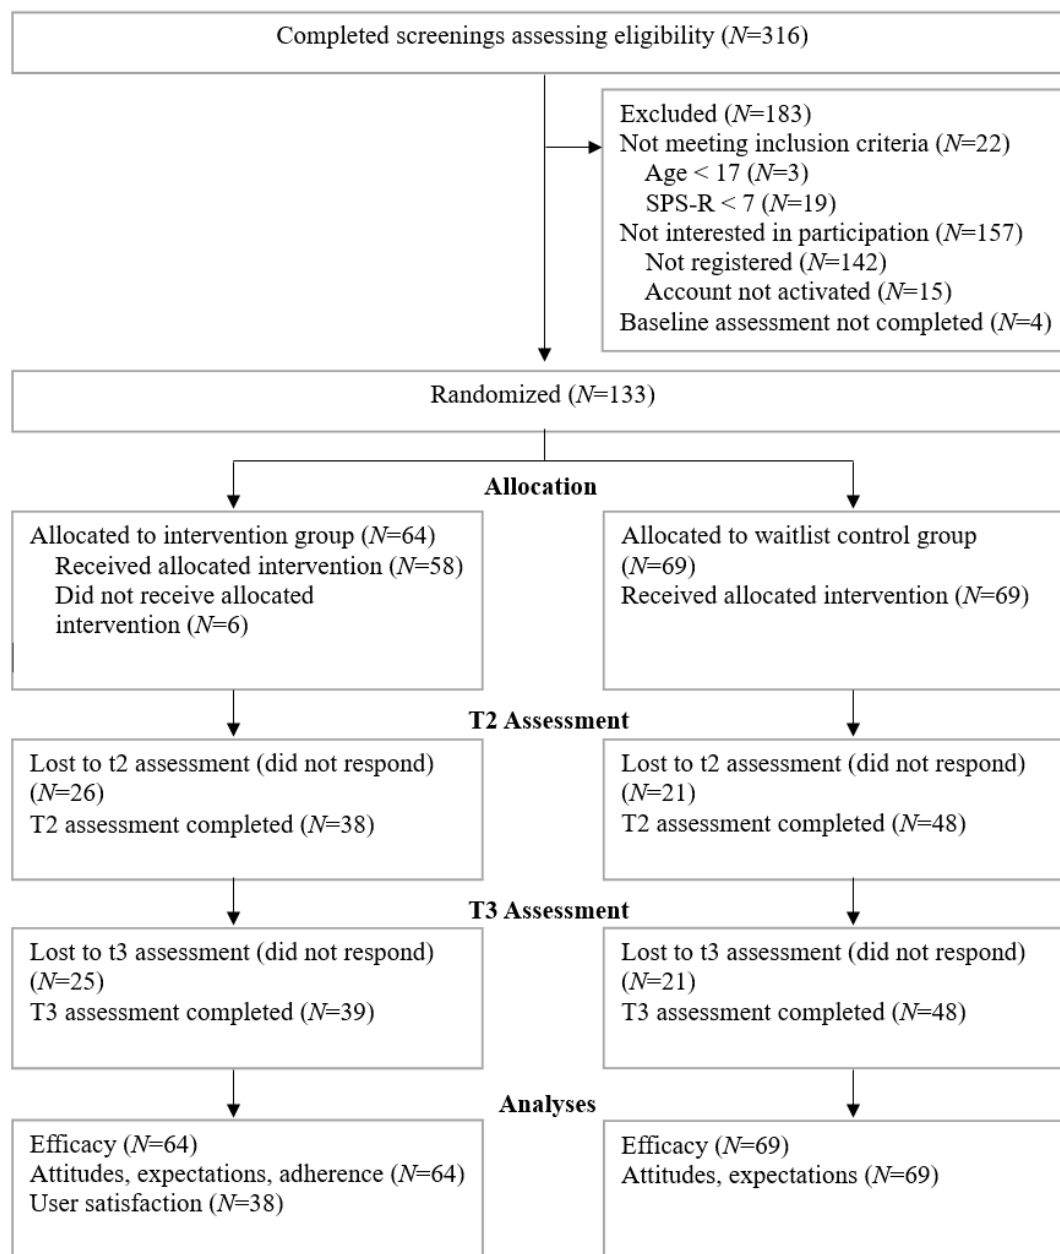 Completed screenings assessing eligibility (N=316)
Excluded (N=183)
Not meeting inclusion criteria (N=22)
Age < 17 (N=3)
SPS-R < 7 (N=19)
Not interested in participation (N=157)
Not registered (N=142)
Account not activated (N=15)
Baseline assessment not completed (N=4)
Randomized (N=133)
Allocation
Allocated to intervention group (N=64)
Received allocated intervention (N=58)
Did not receive allocated
intervention (N=6)
Allocated to waitlist control group
(N=69)
Received allocated intervention (N=69)
T2 Assessment
Lost to t2 assessment (did not respond)
(N=26)
T2 assessment completed (N=38)
Lost to t2 assessment (did not respond)
(N=21)
T2 assessment completed (N=48)
T3 Assessment
Lost to t3 assessment (did not respond)
(N=25)
T3 assessment completed (N=39)
Lost to t3 assessment (did not respond)
(N=21)
T3 assessment completed (N=48)
Analyses
Efficacy (N=64)
Attitudes, expectations, adherence (N=64)
User satisfaction (N=38)
Efficacy (N=69)
Attitudes, expectations (N=69)